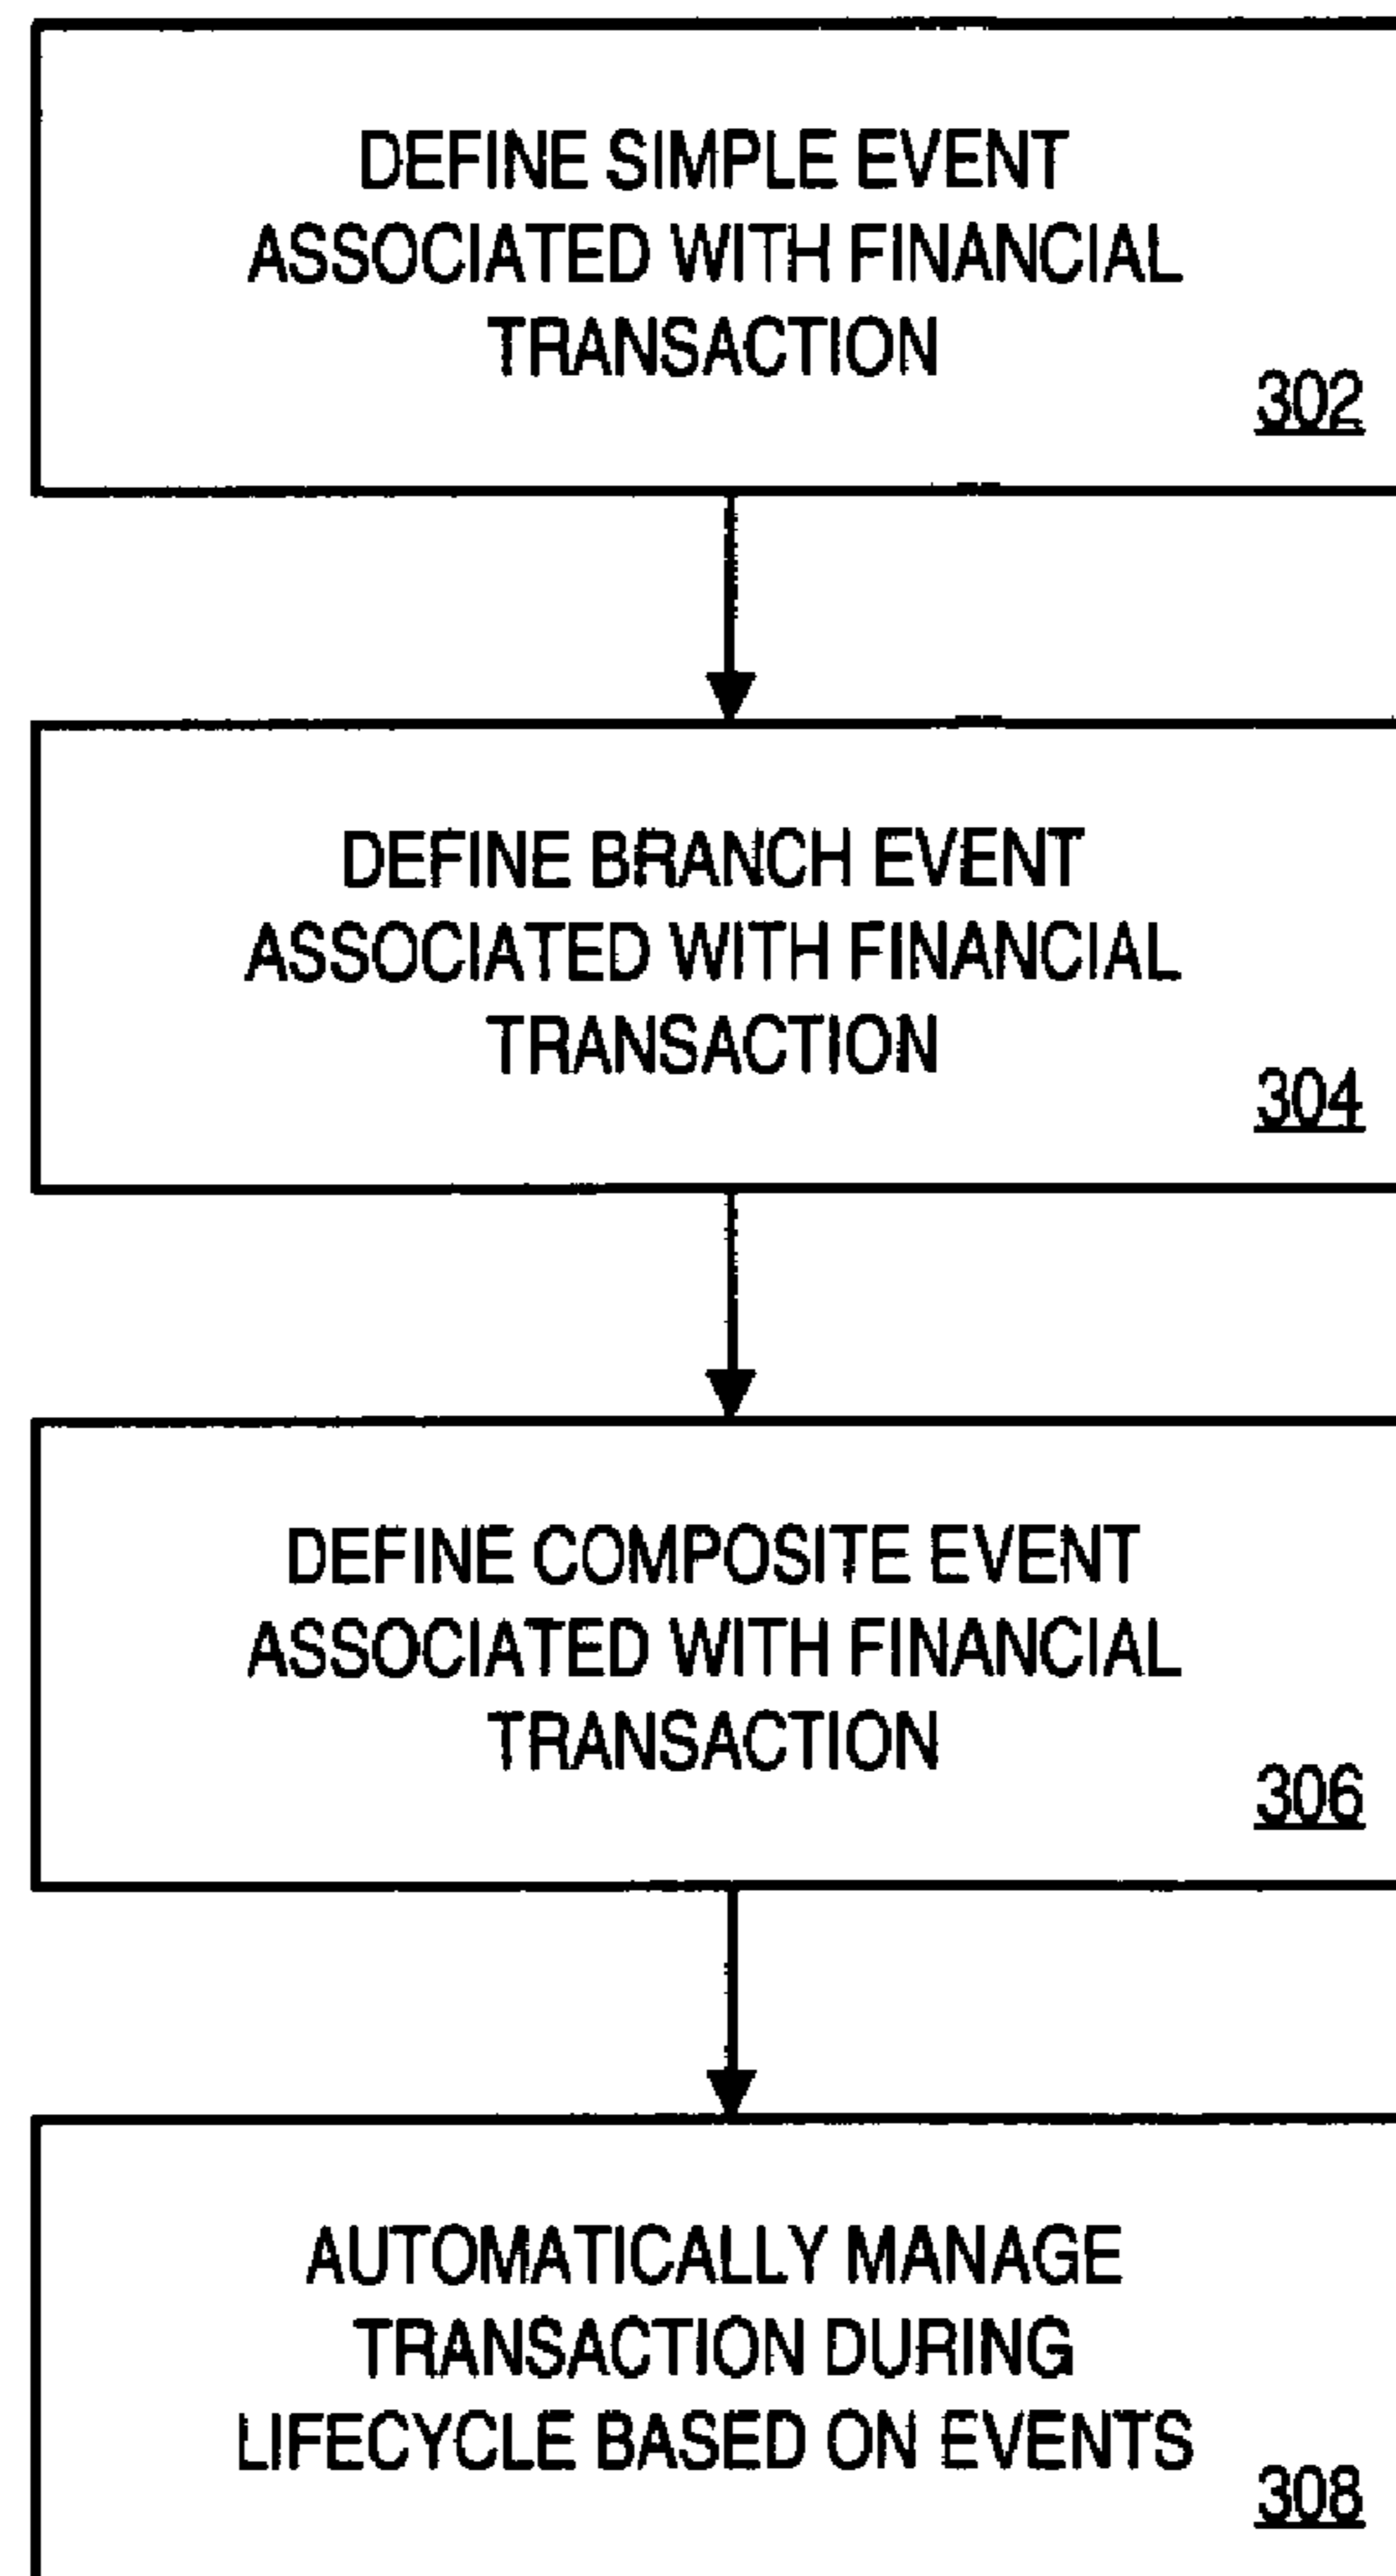 DEFINE SIMPLE EVENT
ASSOCIATED WITH FINANCIAL
TRANSACTION
302
DEFINE BRANCH EVENT
ASSOCIATED WITH FINANCIAL
TRANSACTION
304
DEFINE COMPOSITE EVENT
ASSOCIATED WITH FINANCIAL
TRANSACTION
306
AUTOMATICALLY MANAGE
TRANSACTION DURING
LIFECYCLE BASED ON EVENTS
308